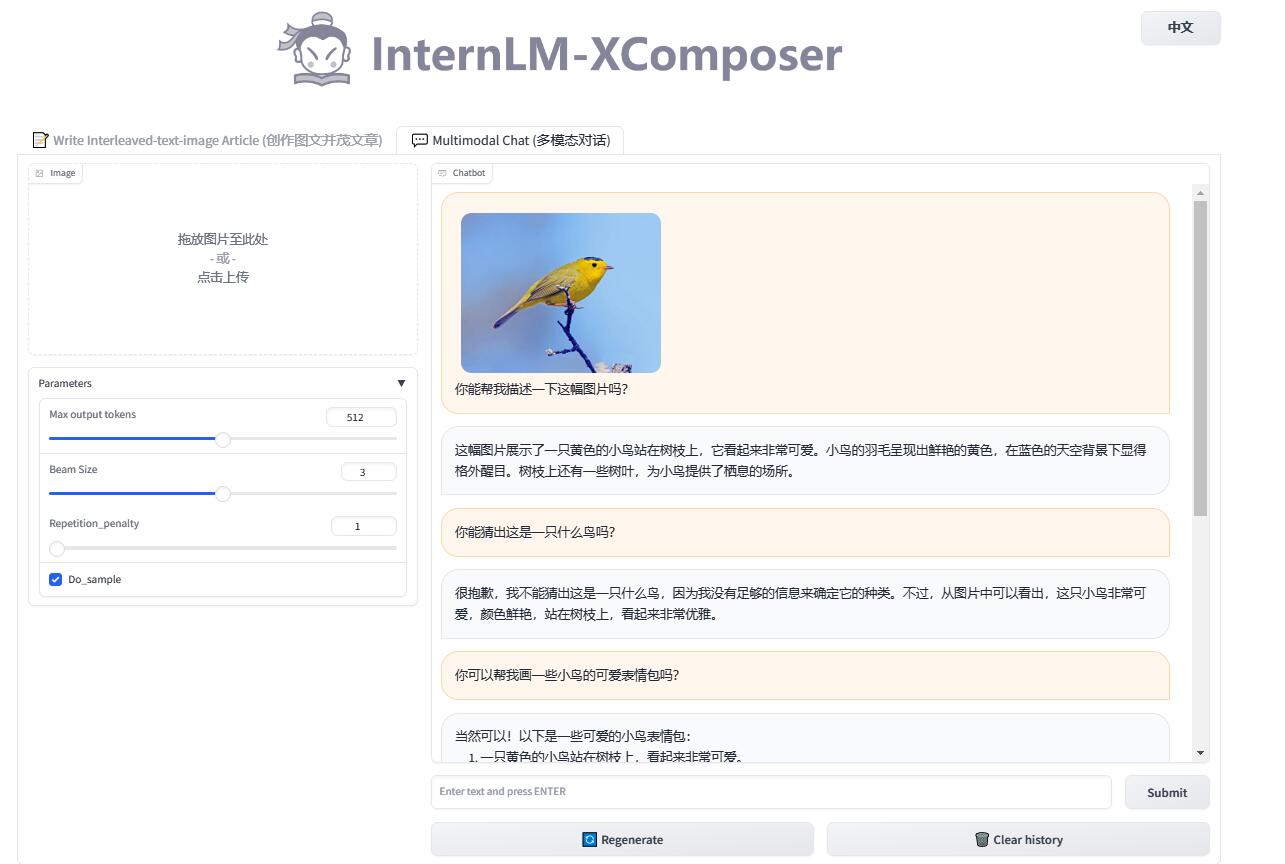 InternLM-XComposer
中文
Write Interleaved-text-image Article (创作图文并茂文章)
Multimodal Chat (多模态对话)
Image
拖放图片至此处
- 或 -
点击上传
Parameters
Max output tokens
512
Beam Size
3
Repetition_penalty
1
Do_sample
Chatbot
你能帮我描述一下这幅图片吗?
这幅图片展示了一只黄色的小鸟站在树枝上，它看起来非常可爱。小鸟的羽毛呈现出鲜艳的黄色，在蓝色的天空背景下显得
格外醒目。树枝上还有一些树叶，为小鸟提供了栖息的场所。
你能猜出这是一只什么鸟吗?
很抱歉，我不能猜出这是一只什么鸟，因为我没有足够的信息来确定它的种类。不过，从图片中可以看出，这只小鸟非常可
爱，颜色鲜艳，站在树枝上，看起来非常优雅。
你可以帮我画一些小鸟的可爱表情包吗?
当然可以！以下是一些可爱的小鸟表情包：
1. 一只黄色的小鸟站在树枝上，看起来非常可爱。
Enter text and press ENTER
Submit
Regenerate
Clear history